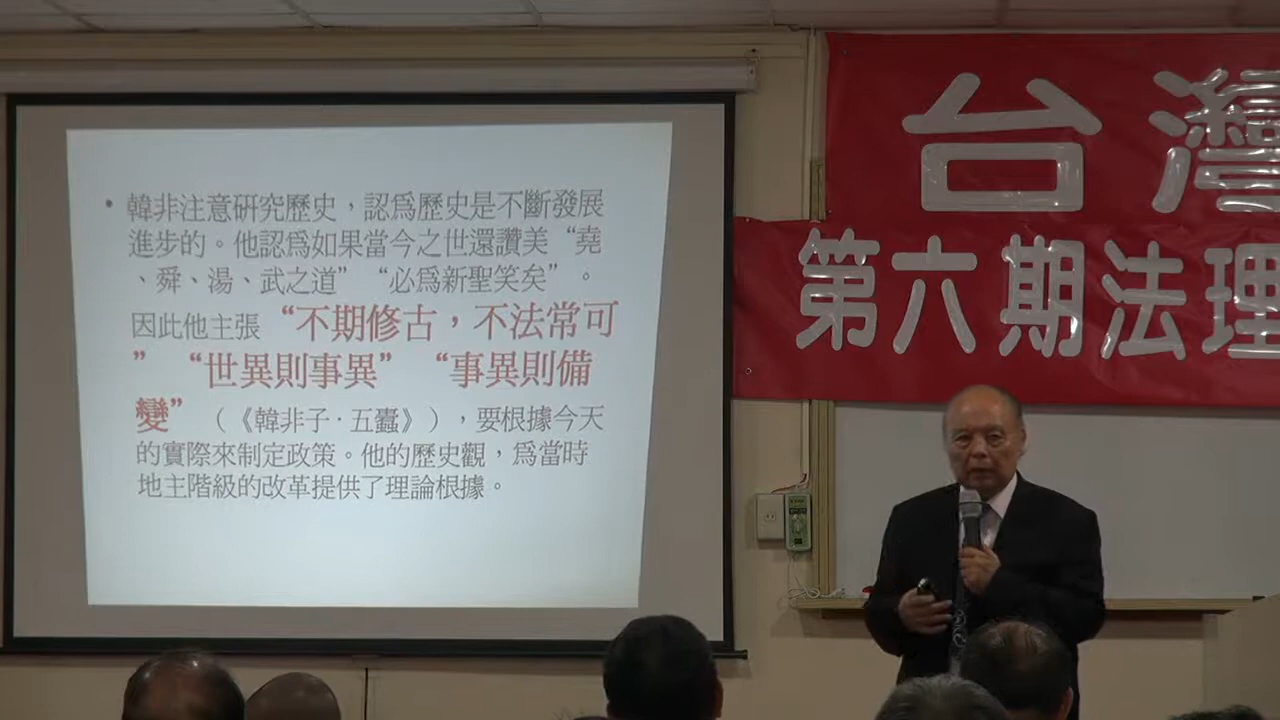 • 韓非注意研究歷史，認爲歷史是不斷發展
進步的。他認爲如果當今之世還讚美“堯
、舜、湯、武之道”“必爲新聖笑矣”。
因此他主張“不期修古，不法常可
”“世異則事異”“事異則備
變”（《韓非子·五蠹》），要根據今天
的實際來制定政策。他的歷史觀，爲當時
地主階級的改革提供了理論根據。
台灣
第六期法理